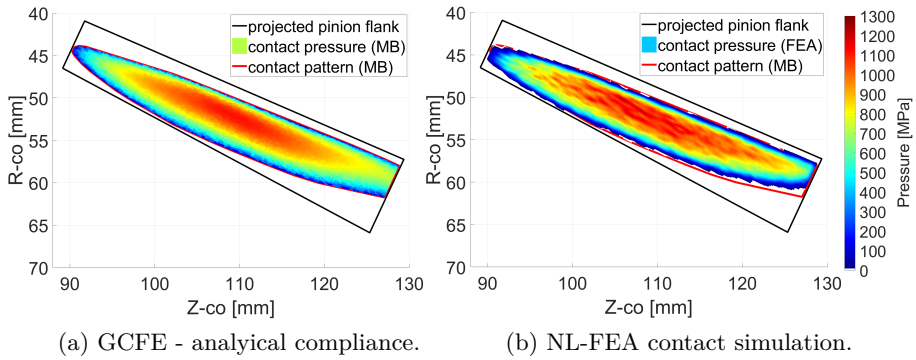 40
45
50
55
60
65
70
R-co [mm]
90
100
110
120
130
Z-co [mm]
projected pinion flank
contact pressure (MB)
contact pattern (MB)
(a) GCFE - analyical compliance.
40
45
50
55
60
65
70
R-co [mm]
90
100
110
120
130
Z-co [mm]
projected pinion flank
contact pressure (FEA)
contact pattern (MB)
(b) NL-FEA contact simulation.
1300
1200
1100
1000
900
800
700
600
500
400
300
200
100
0
Pressure [MPa]